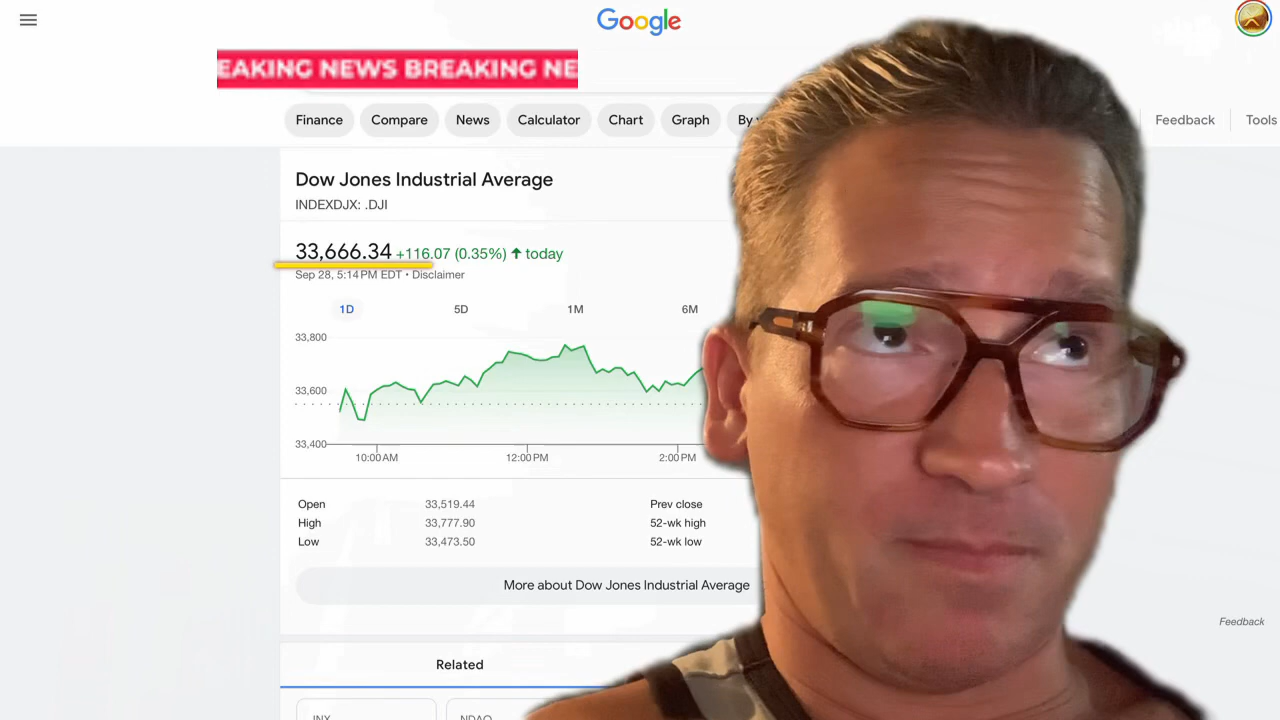 Google
EAKING NEWS BREAKING NE
Finance Compare News Calculator Chart Graph By Feedback Tools
Dow Jones Industrial Average
INDEXDJX: .DJI
33,666.34 +116.07 (0.35%) ↑ today
Sep 28, 5:14 PM EDT • Disclaimer
1D 5D 1M 6M
33,800
33,600
33,400
10:00 AM 12:00 PM 2:00 PM
Open 33,519.44 Prev close
High 33,777.90 52-wk high
Low 33,473.50 52-wk low
More about Dow Jones Industrial Average
Feedback
Related
INX NDAQ